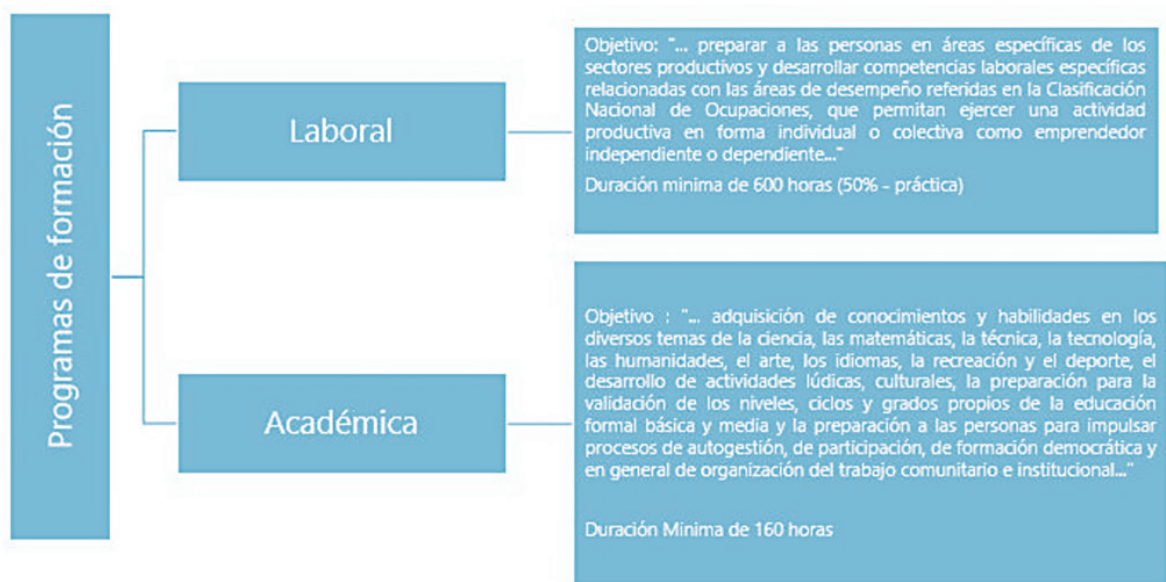 Programas de formación
Laboral
Objetivo: "... preparar a las personas en áreas específicas de los
sectores productivos y desarrollar competencias laborales específicas
relacionadas con las áreas de desempeño referidas en la Clasificación
Nacional de Ocupaciones, que permitan ejercer una actividad
productiva en forma individual o colectiva como emprendedor
independiente o dependiente..."
Duración minima de 600 horas (50% - práctica)
Académica
Objetivo : "... adquisición de conocimientos y habilidades en los
diversos temas de la ciencia, las matemáticas, la técnica, la tecnología,
las humanidades, el arte, los idiomas, la recreación y el deporte, el
desarrollo de actividades lúdicas, culturales, la preparación para la
validación de los niveles, ciclos y grados propios de la educación
formal básica y media y la preparación a las personas para impulsar
procesos de autogestión, de participación, de formación democrática y
en general de organización del trabajo comunitario e institucional..."
Duración Minima de 160 horas